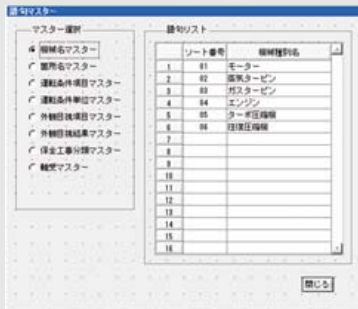 語句マスター
マスター選択
機械名マスター
箇所名マスター
運転条件項目マスター
運転条件単位マスター
外観目視項目マスター
外観目視結果マスター
保全工事分類マスター
軸受マスター
語句リスト
ソート番号 機械種別名
1 01 モーター
2 02 蒸気タービン
3 03 ガスタービン
4 04 エンジン
5 05 ターボ圧縮機
6 06 往復圧縮機
7
8
9
10
11
12
13
14
15
16
閉じる